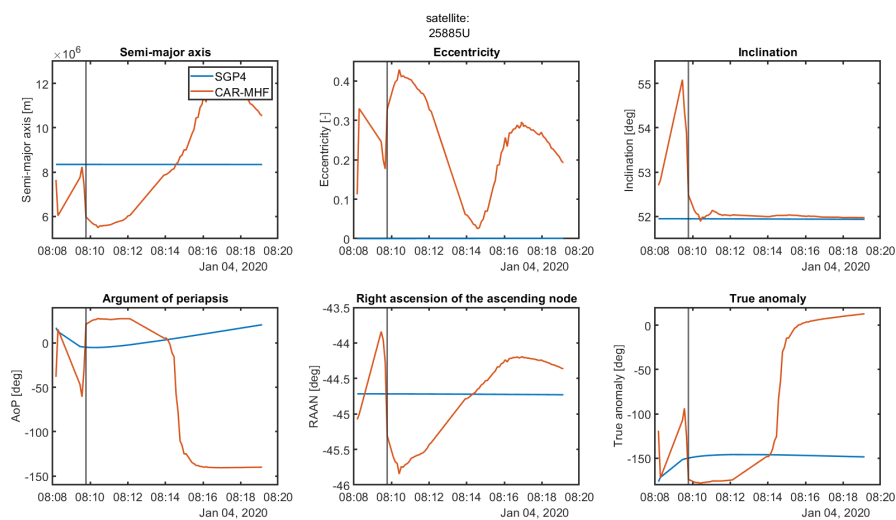 satellite:
25885U
Semi-major axis
× 10⁶
Semi-major axis [m]
12
10
8
6
SGP4
CAR-MHF
08:08 08:10 08:12 08:14 08:16 08:18 08:20
Jan 04, 2020
Eccentricity
Eccentricity [-]
0.4
0.3
0.2
0.1
0
08:08 08:10 08:12 08:14 08:16 08:18 08:20
Jan 04, 2020
Inclination
Inclination [deg]
55
54
53
52
08:08 08:10 08:12 08:14 08:16 08:18 08:20
Jan 04, 2020
Argument of periapsis
AoP [deg]
0
-50
-100
-150
08:08 08:10 08:12 08:14 08:16 08:18 08:20
Jan 04, 2020
Right ascension of the ascending node
RAAN [deg]
-43.5
-44
-44.5
-45
-45.5
-46
08:08 08:10 08:12 08:14 08:16 08:18 08:20
Jan 04, 2020
True anomaly
True anomaly [deg]
0
-50
-100
-150
08:08 08:10 08:12 08:14 08:16 08:18 08:20
Jan 04, 2020